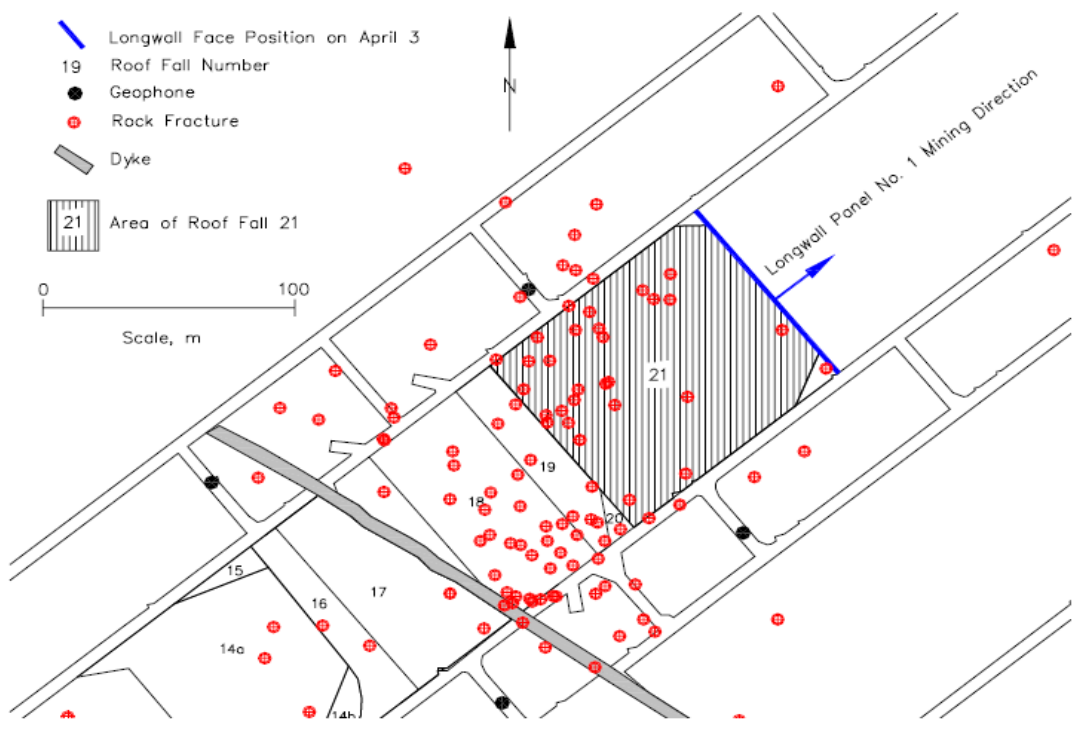 Longwall Face Position on April 3
19 Roof Fall Number
Geophone
Rock Fracture
Dyke
21 Area of Roof Fall 21
0 100
Scale, m
N
Longwall Panel No. 1 Mining Direction
21
19
18
20
17
16
15
14a
14b